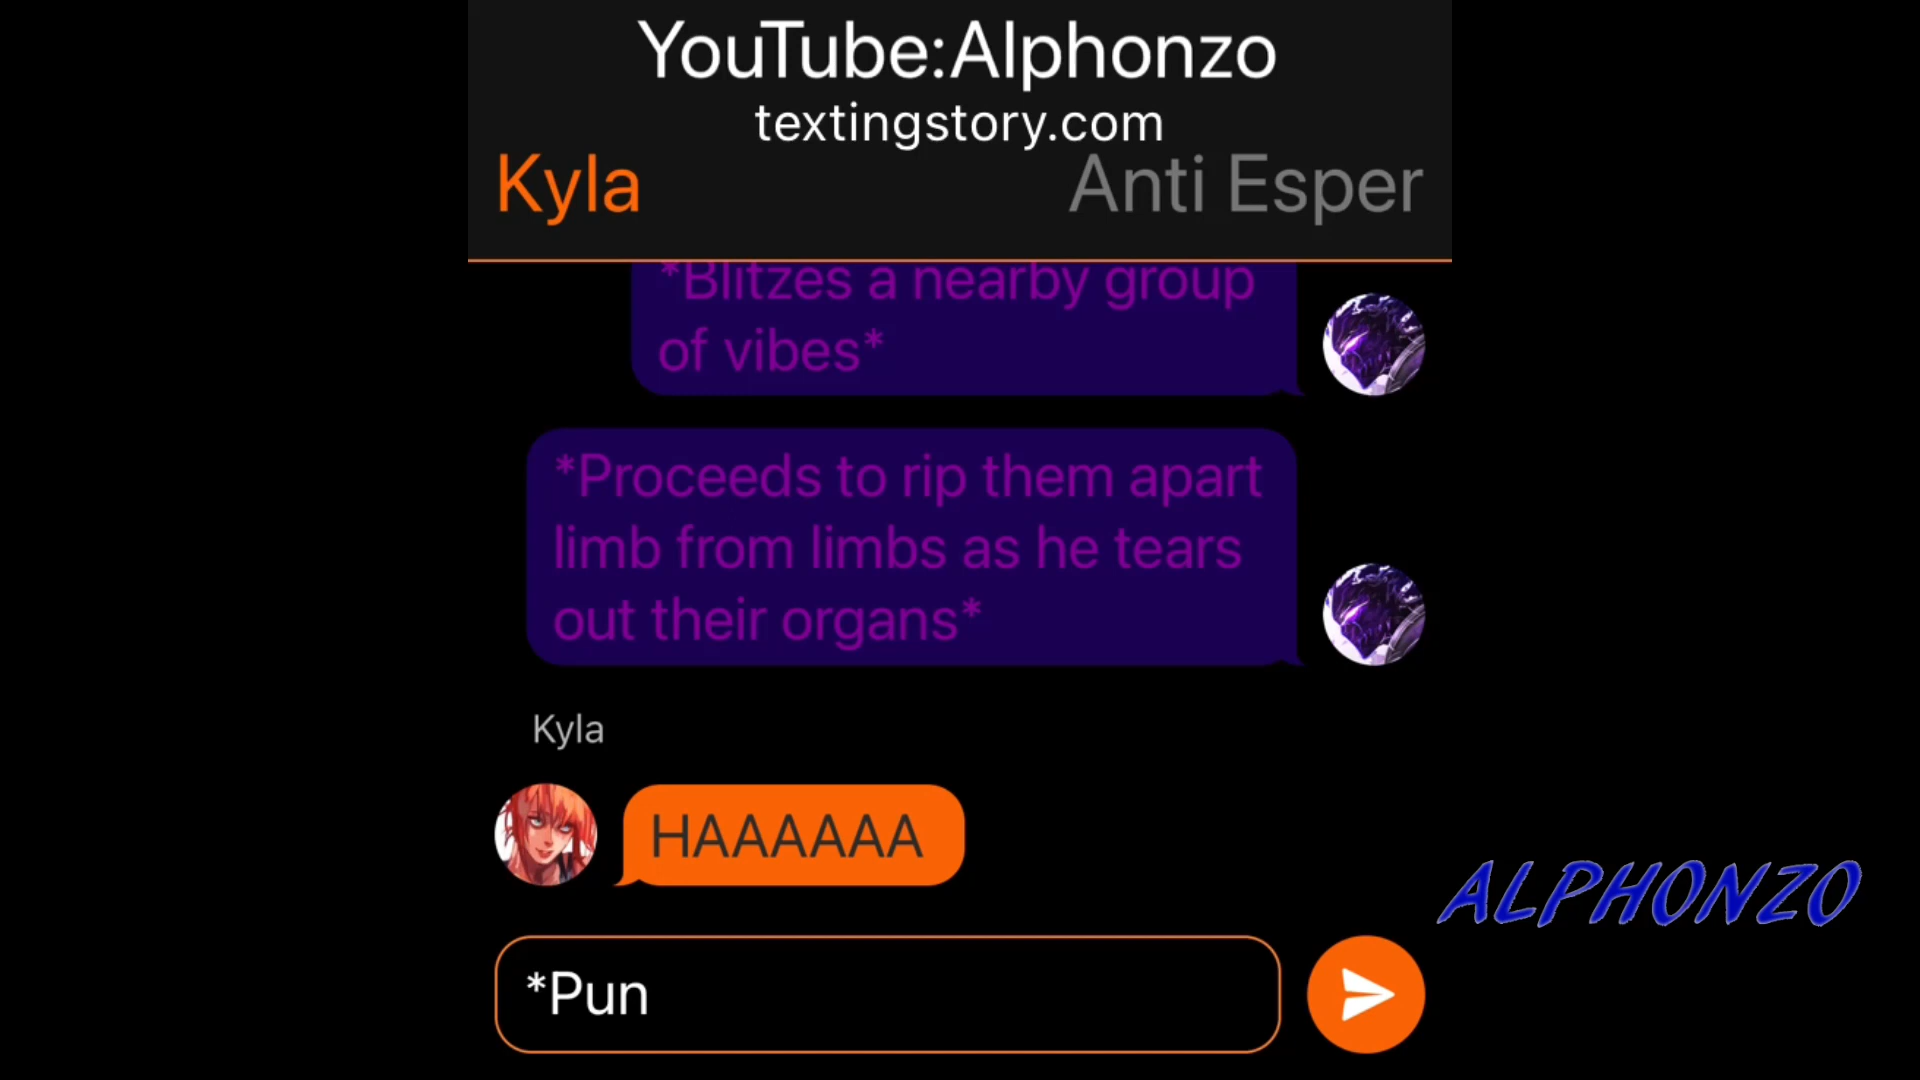 YouTube:Alphonzo
textingstory.com
Kyla
Anti Esper
*Blitzes a nearby group
of vibes*
*Proceeds to rip them apart
limb from limbs as he tears
out their organs*
Kyla
HAAAAAA
ALPHONZO
*Pun